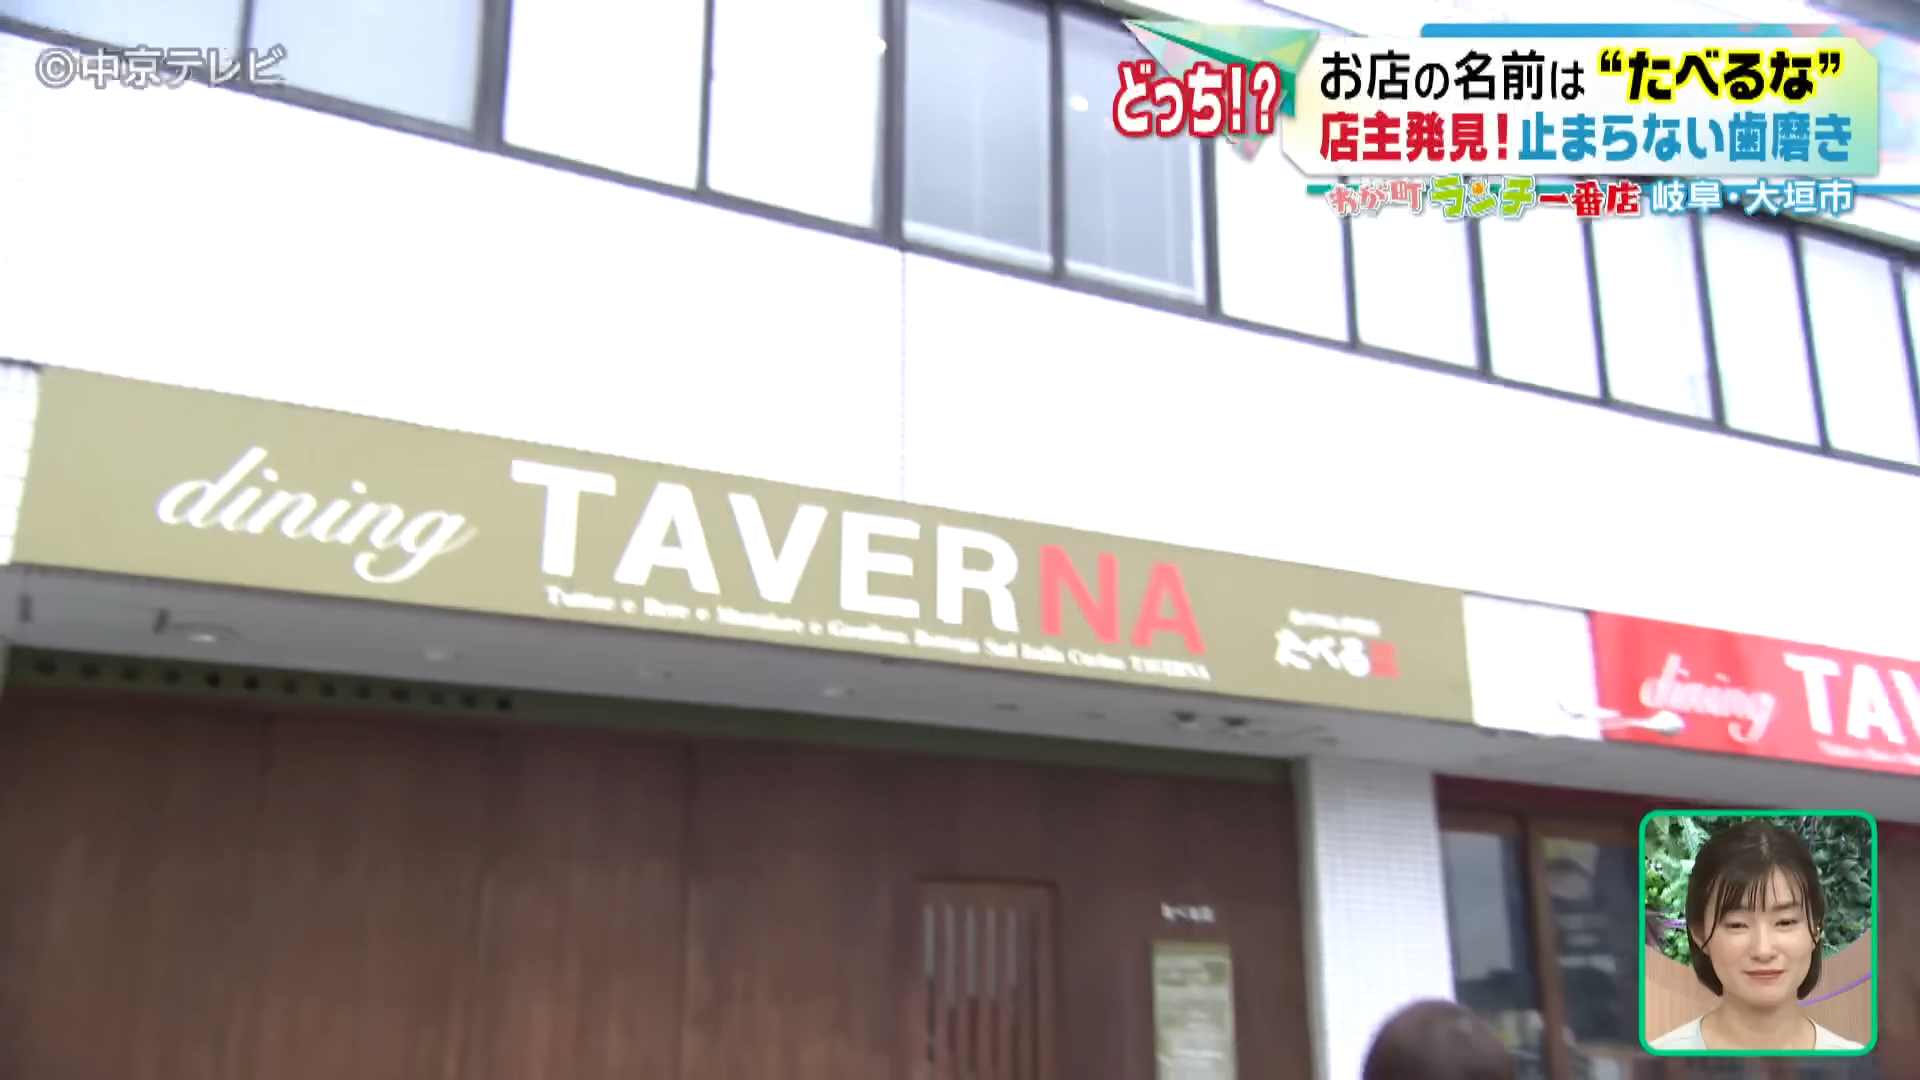 ©中京テレビ
どっち!?
お店の名前は“たべるな”
店主発見!止まらない歯磨き
わが町ランチ一番店 岐阜・大垣市
dining TAVERNA
たべる
dining TAV